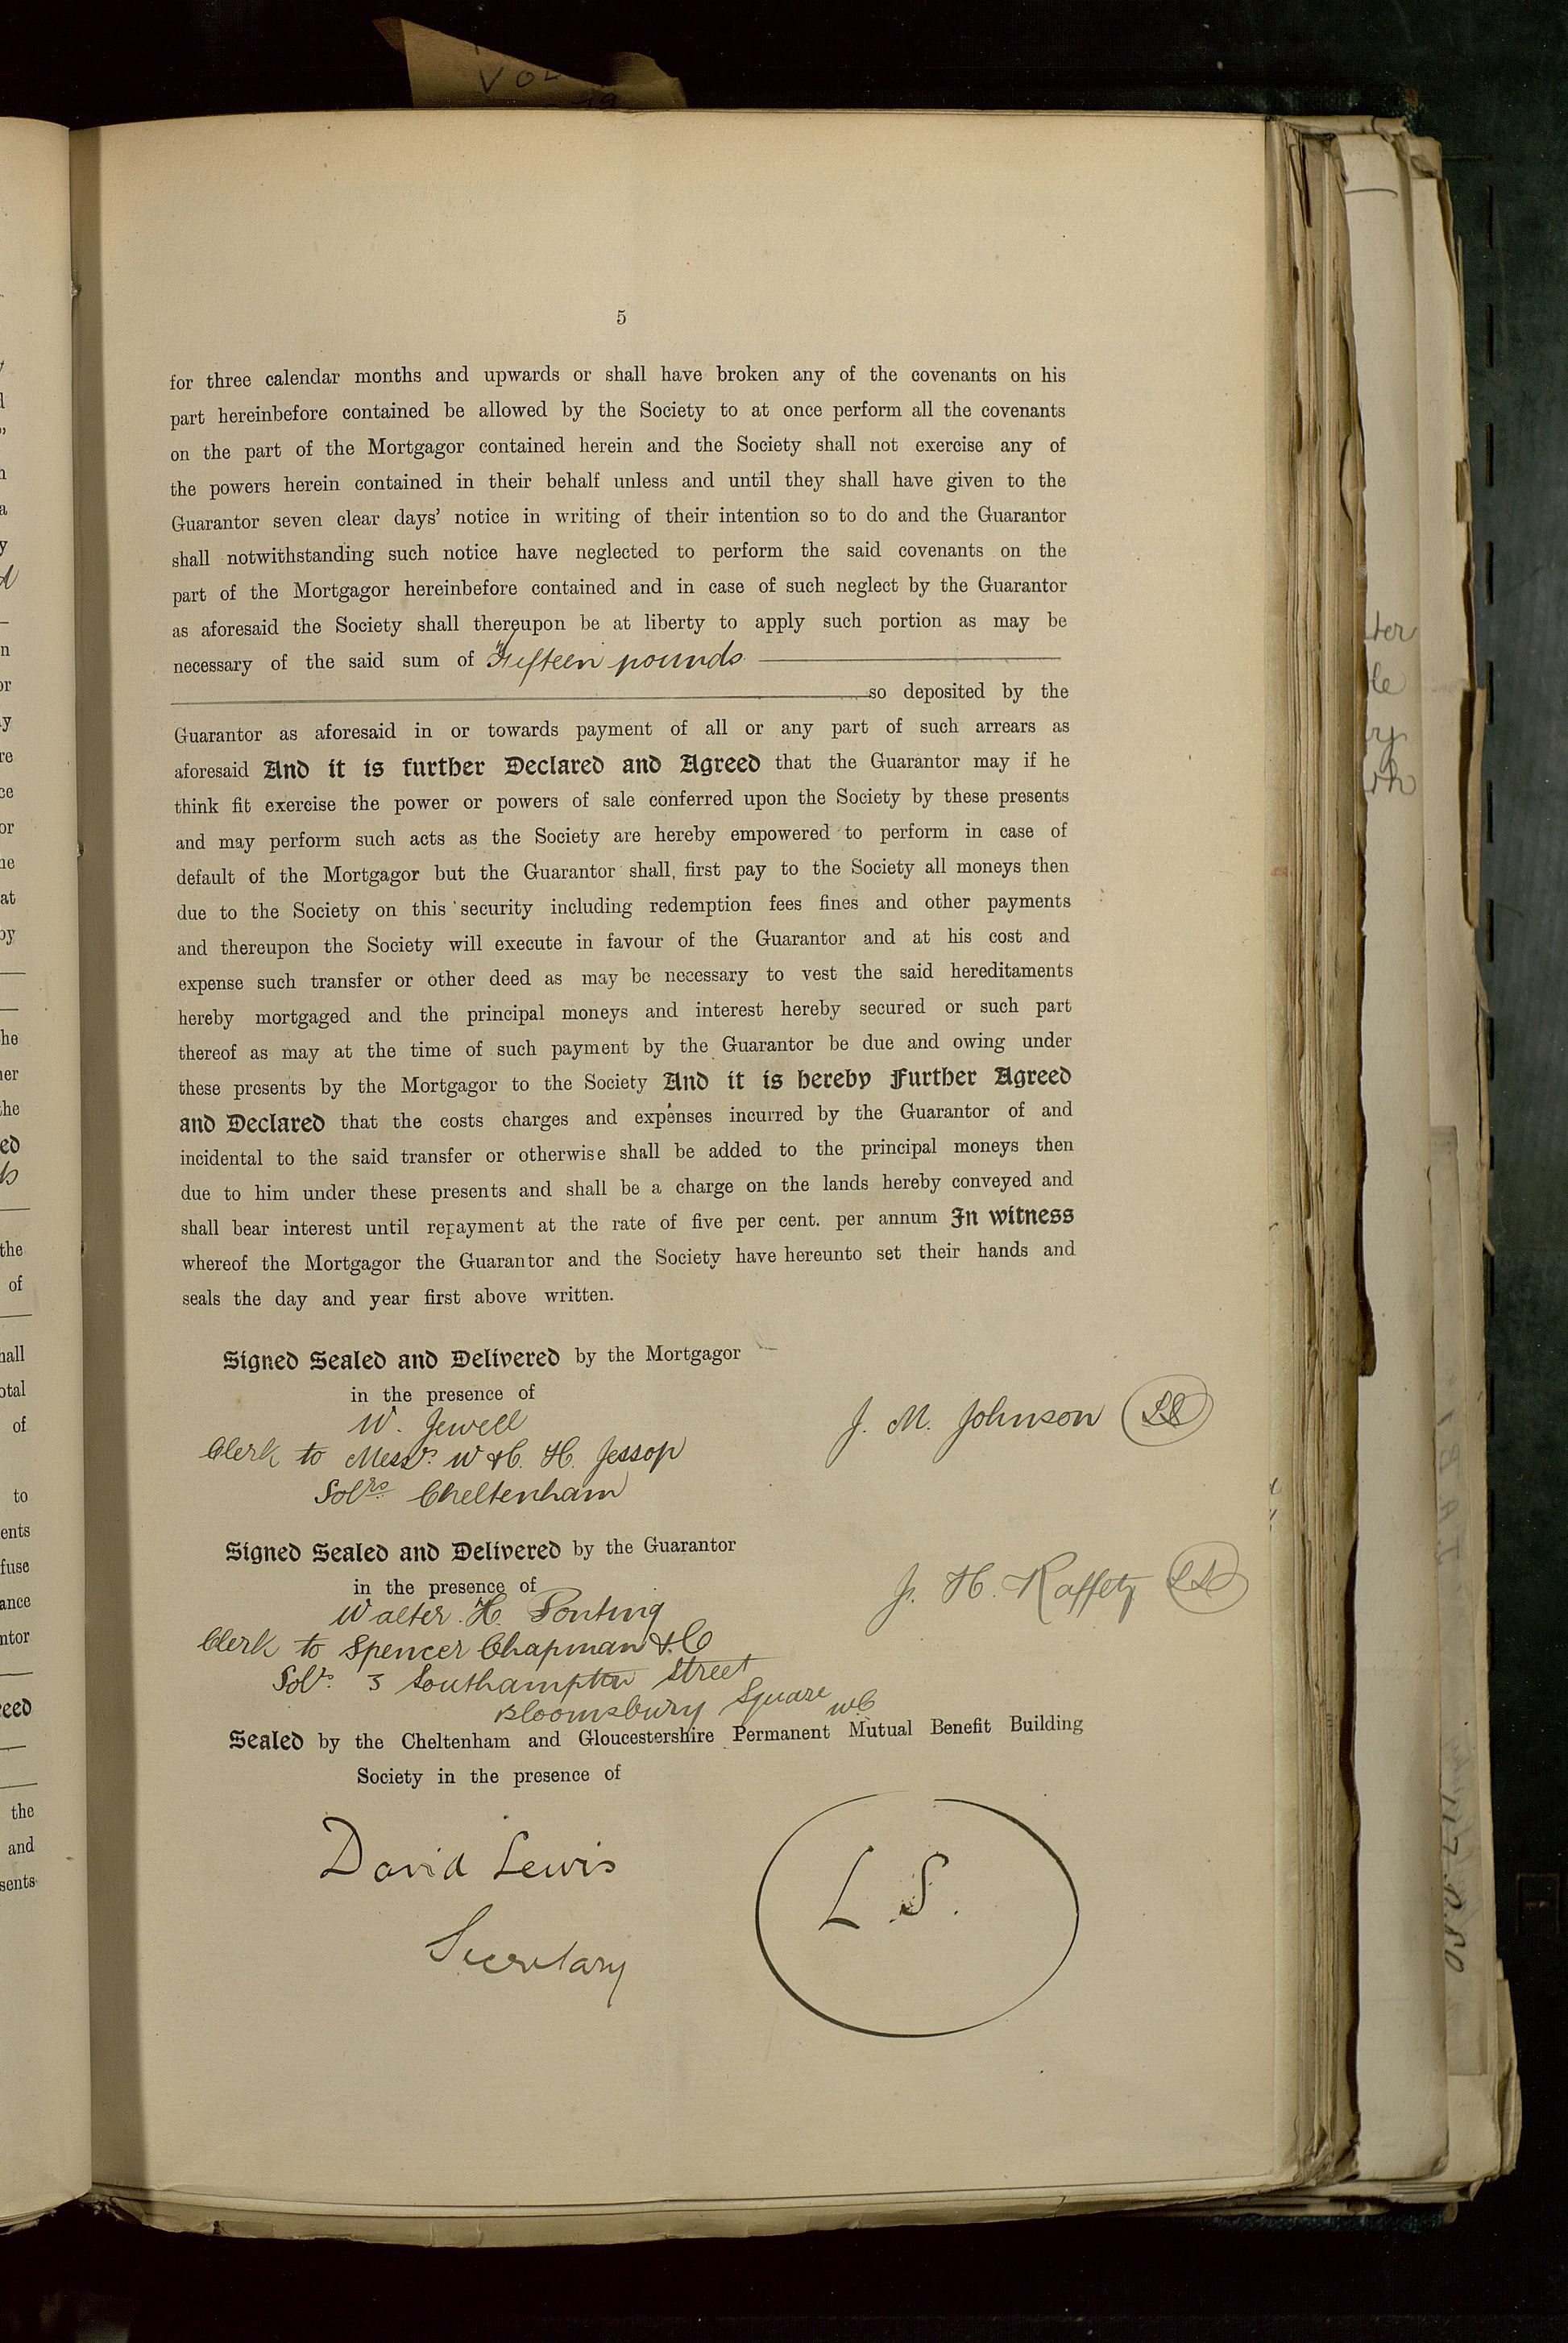 VOL
5
for three calendar months and upwards or shall have broken any of the covenants on his
part hereinbefore contained be allowed by the Society to at once perform all the covenants
on the part of the Mortgagor contained herein and the Society shall not exercise any of
the powers herein contained in their behalf unless and until they shall have given to the
Guarantor seven clear days' notice in writing of their intention so to do and the Guarantor
shall notwithstanding such notice have neglected to perform the said covenants on the
part of the Mortgagor hereinbefore contained and in case of such neglect by the Guarantor
as aforesaid the Society shall thereupon be at liberty to apply such portion as may be
necessary of the said sum of Fifteen pounds
so deposited by the
Guarantor as aforesaid in or towards payment of all or any part of such arrears as
aforesaid And it is further Declared and Agreed that the Guarantor may if he
think fit exercise the power or powers of sale conferred upon the Society by these presents
and may perform such acts as the Society are hereby empowered to perform in case of
default of the Mortgagor but the Guarantor shall, first pay to the Society all moneys then
due to the Society on this security including redemption fees fines and other payments
and thereupon the Society will execute in favour of the Guarantor and at his cost and
expense such transfer or other deed as may be necessary to vest the said hereditaments
hereby mortgaged and the principal moneys and interest hereby secured or such part
thereof as may at the time of such payment by the Guarantor be due and owing under
these presents by the Mortgagor to the Society And it is hereby Further Agreed
and Declared that the costs charges and expenses incurred by the Guarantor of and
incidental to the said transfer or otherwise shall be added to the principal moneys then
due to him under these presents and shall be a charge on the lands hereby conveyed and
shall bear interest until repayment at the rate of five per cent. per annum In witness
whereof the Mortgagor the Guarantor and the Society have hereunto set their hands and
seals the day and year first above written.
Signed Sealed and Delivered by the Mortgagor
in the presence of
W. Jewell
J. M. Johnson LS
Clerk to Messrs. W & C. H. Jessop
Solrs. Cheltenham
Signed Sealed and Delivered by the Guarantor
in the presence of
J. H. Raffety LS
Walter H. Ponting
Clerk to Spencer Chapman & Co
Solrs. 3 Southampton Street
Bloomsbury Square WC
Sealed by the Cheltenham and Gloucestershire Permanent Mutual Benefit Building
Society in the presence of
David Lewis
L.S.
Secretary